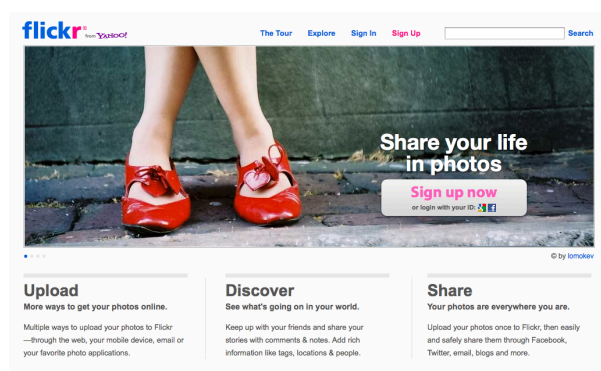 flickr® from YAHOO!
The Tour Explore Sign In Sign Up Search
Share your life
in photos
Sign up now
or login with your ID:
© by lomokev
Upload
More ways to get your photos online.
Multiple ways to upload your photos to Flickr
—through the web, your mobile device, email or
your favorite photo applications.
Discover
See what's going on in your world.
Keep up with your friends and share your
stories with comments & notes. Add rich
information like tags, locations & people.
Share
Your photos are everywhere you are.
Upload your photos once to Flickr, then easily
and safely share them through Facebook,
Twitter, email, blogs and more.